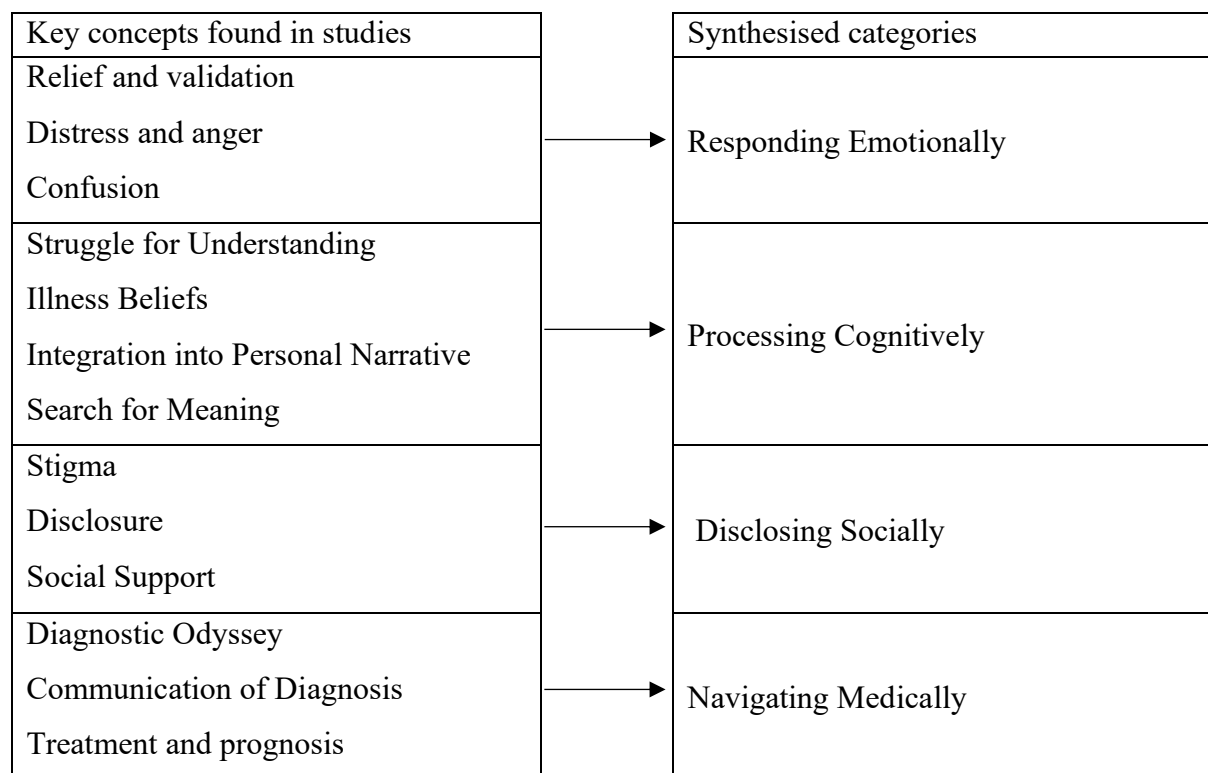 Key concepts found in studies
Synthesised categories
Relief and validation
Distress and anger
Confusion
Responding Emotionally
Struggle for Understanding
Illness Beliefs
Integration into Personal Narrative
Search for Meaning
Processing Cognitively
Stigma
Disclosure
Social Support
Disclosing Socially
Diagnostic Odyssey
Communication of Diagnosis
Treatment and prognosis
Navigating Medically